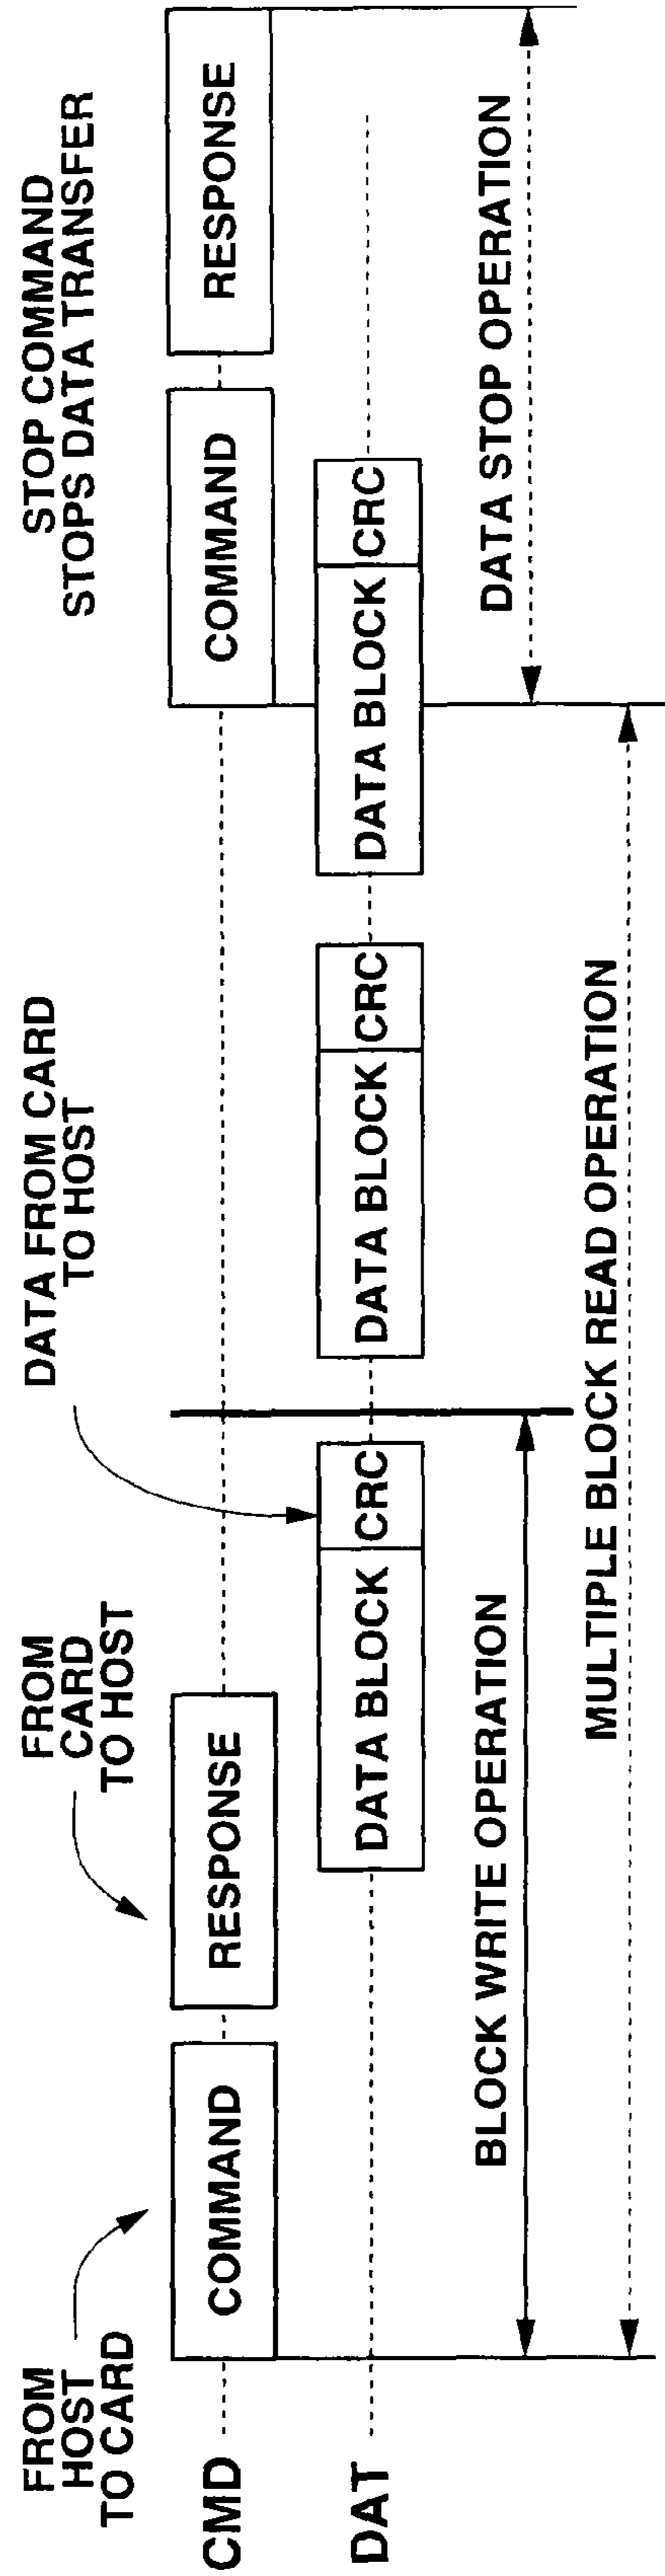 FROM
HOST
TO CARD
FROM
CARD
TO HOST
DATA FROM CARD
TO HOST
STOP COMMAND
STOPS DATA TRANSFER
CMD
COMMAND
RESPONSE
COMMAND
RESPONSE
DAT
DATA BLOCK CRC
DATA BLOCK CRC
DATA BLOCK CRC
BLOCK WRITE OPERATION
DATA STOP OPERATION
MULTIPLE BLOCK READ OPERATION